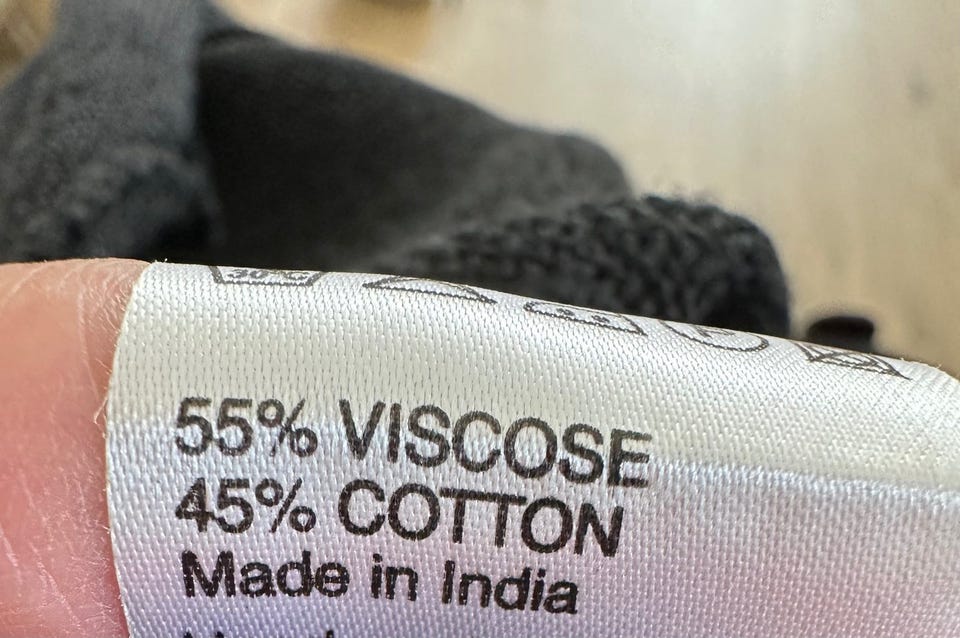 55% VISCOSE
45% COTTON
Made in India